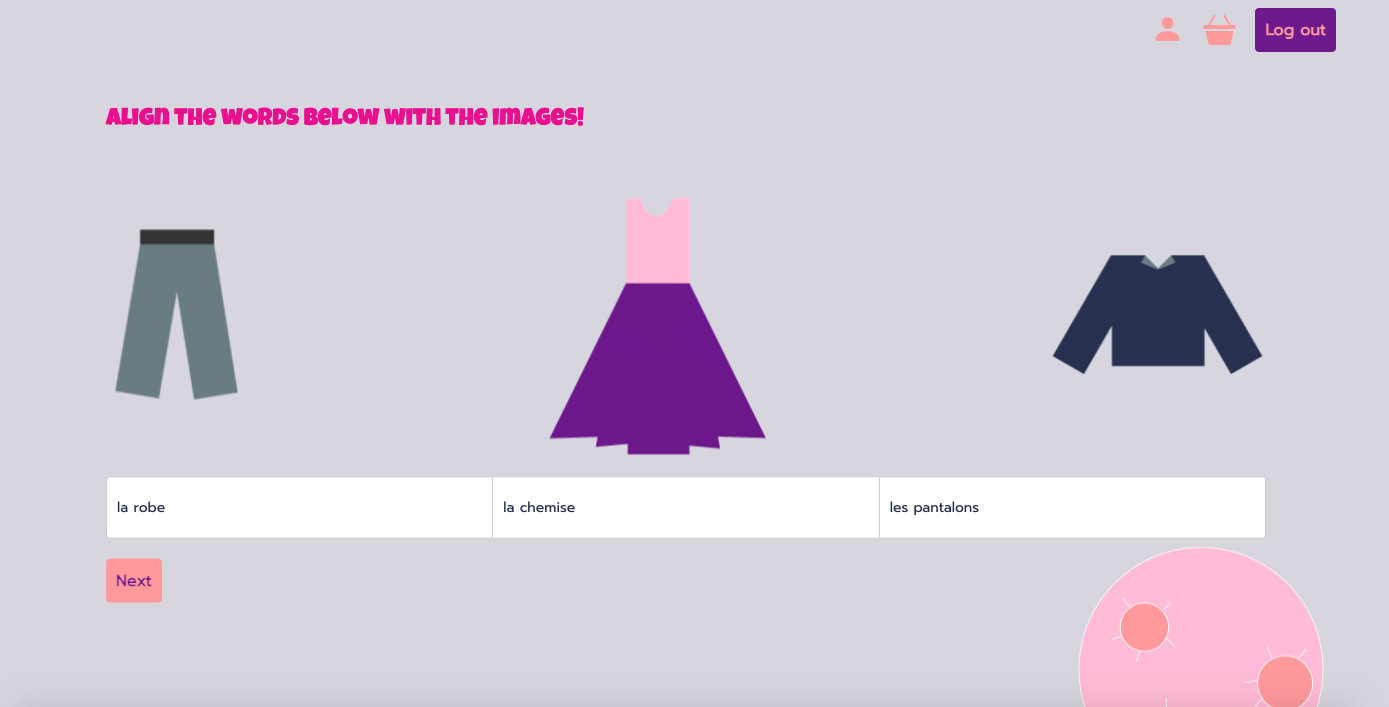 Log out
Align the words below with the images!
la robe
la chemise
les pantalons
Next